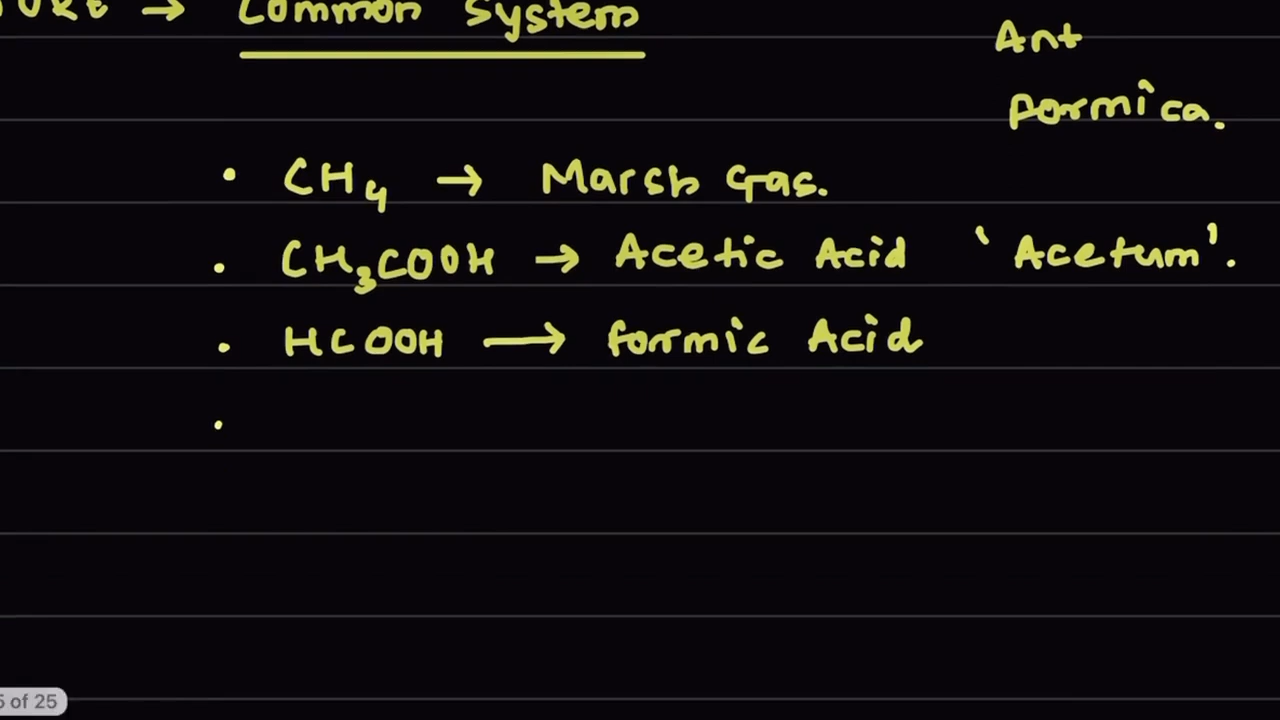 → Common System
Ant
formica.
• CH₄ → Marsh Gas.
• CH₃COOH → Acetic Acid 'Acetum'.
• HCOOH → formic Acid
•
of 25